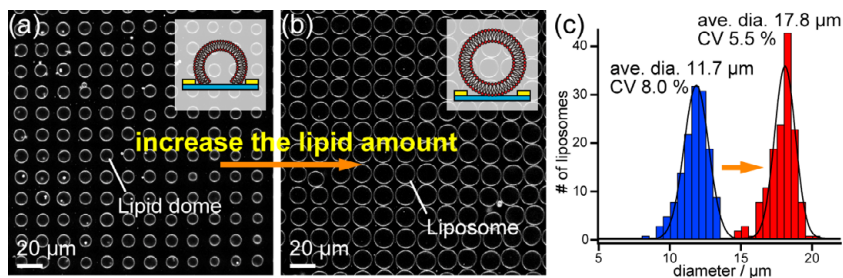 (a)
Lipid dome
20 μm
increase the lipid amount
(b)
Liposome
20 μm
(c)
ave. dia. 17.8 μm
CV 5.5 %
ave. dia. 11.7 μm
CV 8.0 %
# of liposomes
40
30
20
10
0
5
10
15
20
diameter / μm